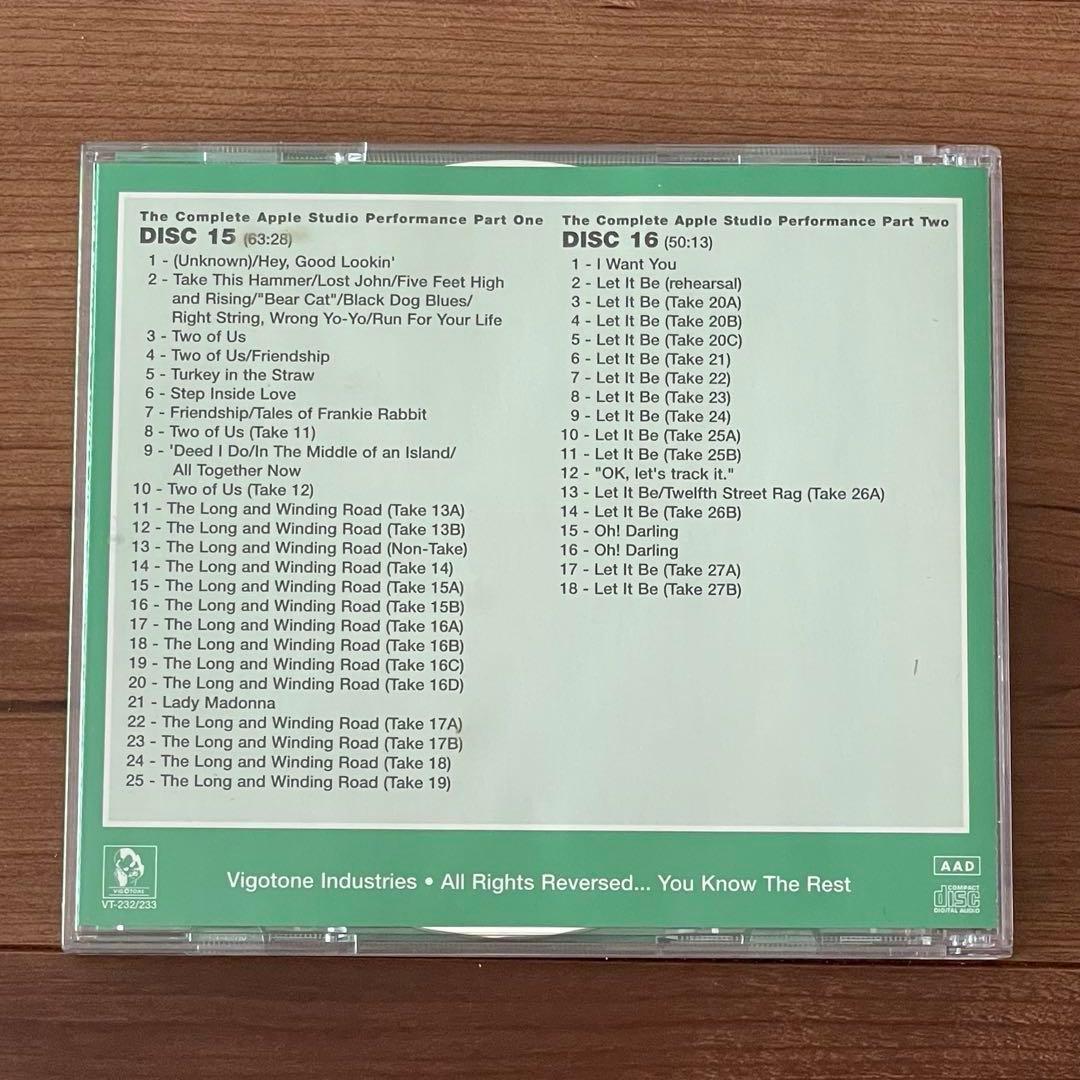 The Complete Apple Studio Performance Part One
DISC 15 (63:28)
1 - (Unknown)/Hey, Good Lookin'
2 - Take This Hammer/Lost John/Five Feet High
and Rising/"Bear Cat"/Black Dog Blues/
Right String, Wrong Yo-Yo/Run For Your Life
3 - Two of Us
4 - Two of Us/Friendship
5 - Turkey in the Straw
6 - Step Inside Love
7 - Friendship/Tales of Frankie Rabbit
8 - Two of Us (Take 11)
9 - 'Deed I Do/In The Middle of an Island/
All Together Now
10 - Two of Us (Take 12)
11 - The Long and Winding Road (Take 13A)
12 - The Long and Winding Road (Take 13B)
13 - The Long and Winding Road (Non-Take)
14 - The Long and Winding Road (Take 14)
15 - The Long and Winding Road (Take 15A)
16 - The Long and Winding Road (Take 15B)
17 - The Long and Winding Road (Take 16A)
18 - The Long and Winding Road (Take 16B)
19 - The Long and Winding Road (Take 16C)
20 - The Long and Winding Road (Take 16D)
21 - Lady Madonna
22 - The Long and Winding Road (Take 17A)
23 - The Long and Winding Road (Take 17B)
24 - The Long and Winding Road (Take 18)
25 - The Long and Winding Road (Take 19)
The Complete Apple Studio Performance Part Two
DISC 16 (50:13)
1 - I Want You
2 - Let It Be (rehearsal)
3 - Let It Be (Take 20A)
4 - Let It Be (Take 20B)
5 - Let It Be (Take 20C)
6 - Let It Be (Take 21)
7 - Let It Be (Take 22)
8 - Let It Be (Take 23)
9 - Let It Be (Take 24)
10 - Let It Be (Take 25A)
11 - Let It Be (Take 25B)
12 - "OK, let's track it."
13 - Let It Be/Twelfth Street Rag (Take 26A)
14 - Let It Be (Take 26B)
15 - Oh! Darling
16 - Oh! Darling
17 - Let It Be (Take 27A)
18 - Let It Be (Take 27B)
VIGOTONE
VT-232/233
Vigotone Industries • All Rights Reversed... You Know The Rest
AAD
COMPACT
disc
DIGITAL AUDIO